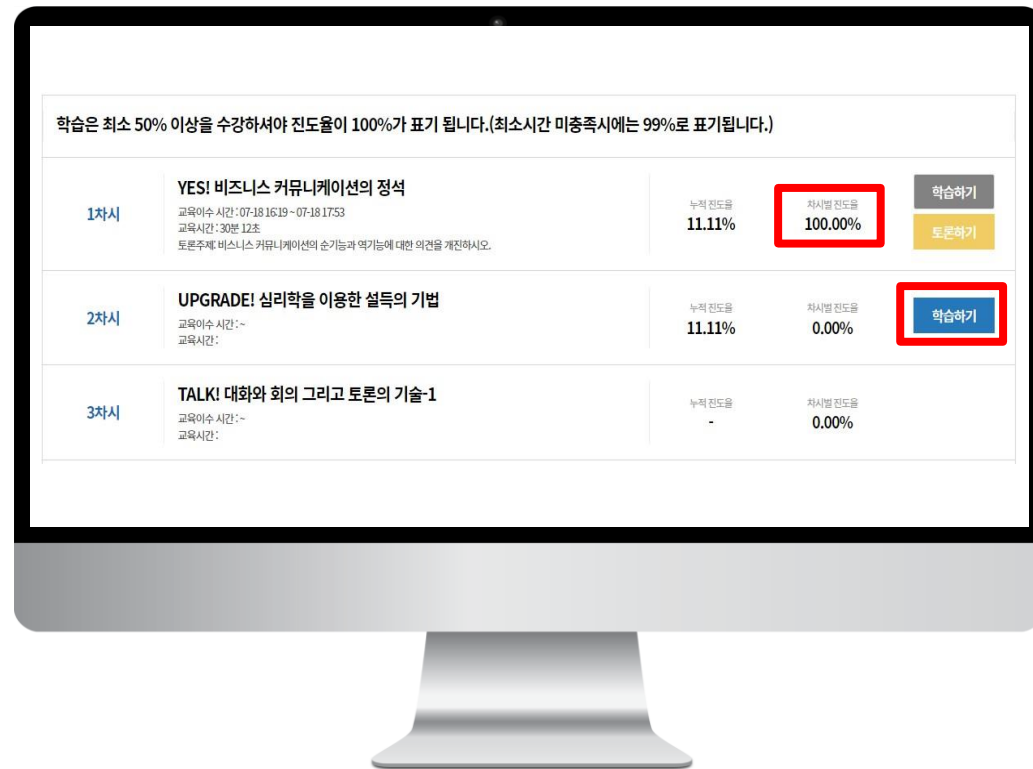 학습은 최소 50% 이상을 수강하셔야 진도율이 100%가 표기 됩니다.(최소시간 미충족시에는 99%로 표기됩니다.)
1차시
YES! 비즈니스 커뮤니케이션의 정석
교육이수 시간 : 07-18 16:19 ~ 07-18 17:53
교육시간 : 30분 12초
토론주제: 비스니스 커뮤니케이션의 순기능과 역기능에 대한 의견을 개진하시오.
누적 진도율
11.11%
차시별 진도율
100.00%
학습하기
토론하기
2차시
UPGRADE! 심리학을 이용한 설득의 기법
교육이수 시간 : ~
교육시간 :
누적 진도율
11.11%
차시별 진도율
0.00%
학습하기
3차시
TALK! 대화와 회의 그리고 토론의 기술-1
교육이수 시간 : ~
교육시간 :
누적 진도율
-
차시별 진도율
0.00%